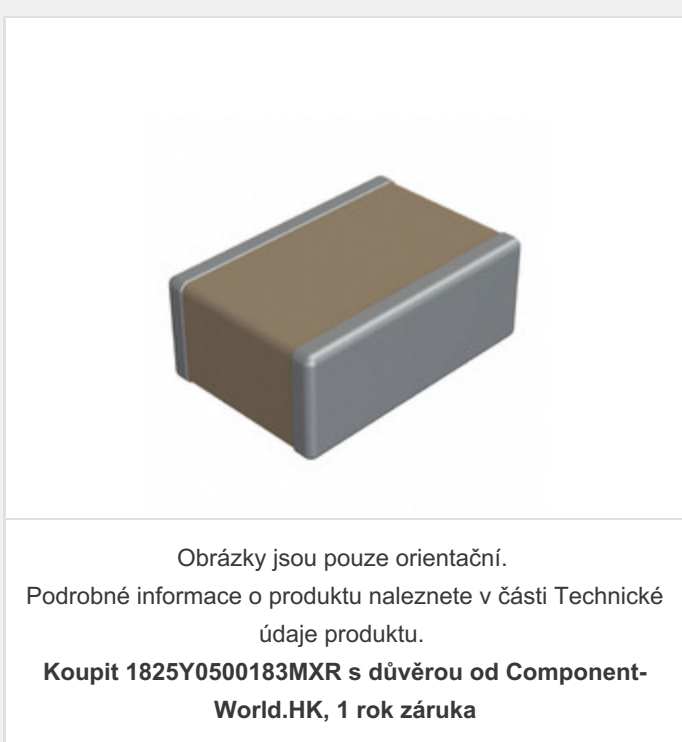 Obrázky jsou pouze orientační.
Podrobné informace o produktu naleznete v části Technické
údaje produktu.
Koupit 1825Y0500183MXR s důvěrou od Component-
World.HK, 1 rok záruka